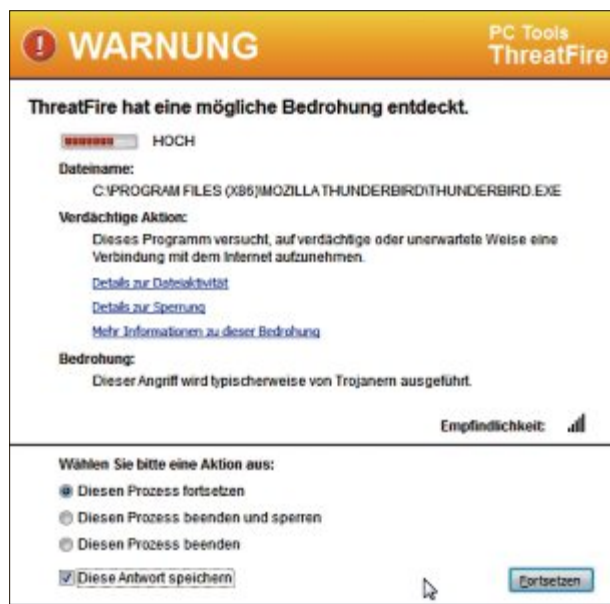 WARNUNG
PC Tools
ThreatFire
ThreatFire hat eine mögliche Bedrohung entdeckt.
HOCH
Dateiname:
C:\PROGRAM FILES (X86)\MOZILLA THUNDERBIRD\THUNDERBIRD.EXE
Verdächtige Aktion:
Dieses Programm versucht, auf verdächtige oder unerwartete Weise eine
Verbindung mit dem Internet aufzunehmen.
Details zur Dateiaktivität
Details zur Sperrung
Mehr Informationen zu dieser Bedrohung
Bedrohung:
Dieser Angriff wird typischerweise von Trojanern ausgeführt.
Empfindlichkeit:
Wählen Sie bitte eine Aktion aus:
Diesen Prozess fortsetzen
Diesen Prozess beenden und sperren
Diesen Prozess beenden
Diese Antwort speichern
Fortsetzen